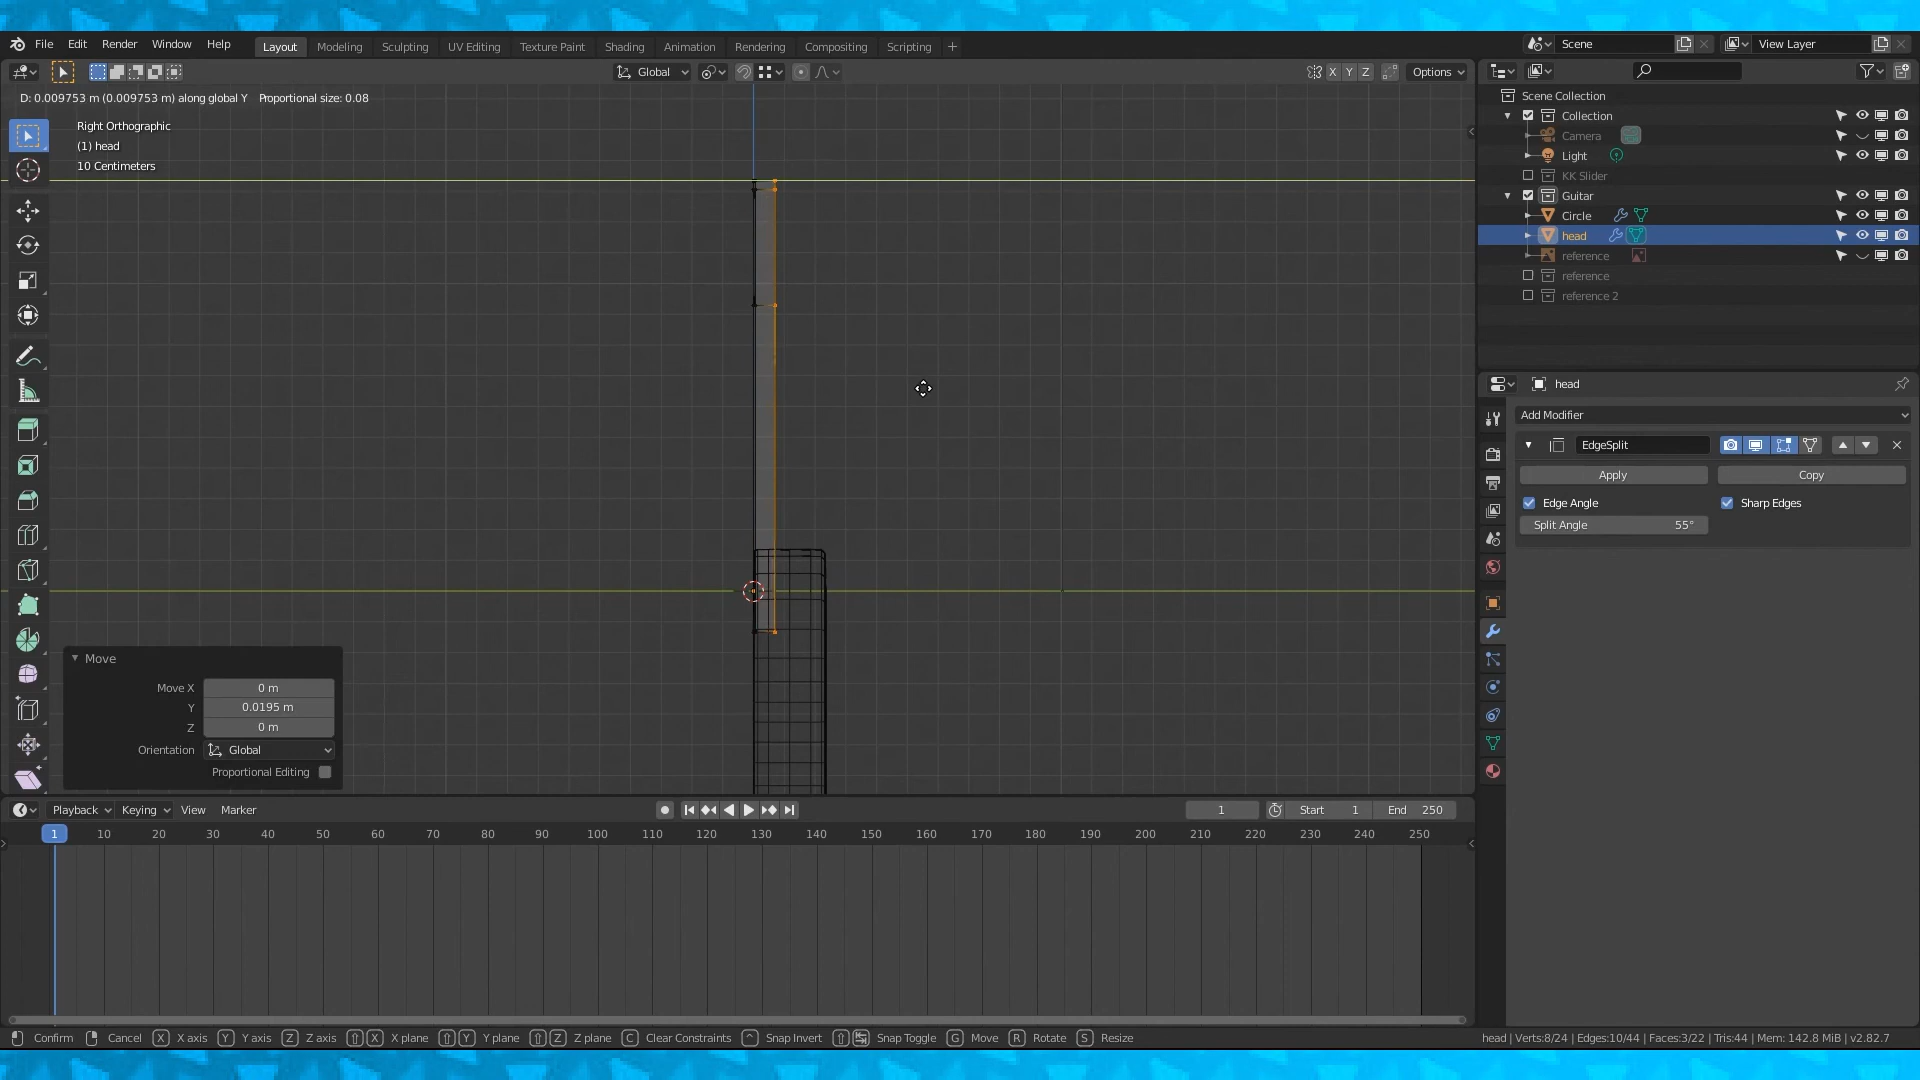 File Edit Render Window Help Layout Modeling Sculpting UV Editing Texture Paint Shading Animation Rendering Compositing Scripting + Scene View Layer
Global X Y Z Options
D: 0.009753 m (0.009753 m) along global Y Proportional size: 0.08
Right Orthographic
(1) head
10 Centimeters
Scene Collection
Collection
Camera
Light
KK Slider
Guitar
Circle
head
reference
reference
reference 2
head
Add Modifier
EdgeSplit
Apply Copy
Edge Angle Sharp Edges
Split Angle 55°
Move
Move X 0 m
Y 0.0195 m
Z 0 m
Orientation Global
Proportional Editing
Playback Keying View Marker 1 Start 1 End 250
1 10 20 30 40 50 60 70 80 90 100 110 120 130 140 150 160 170 180 190 200 210 220 230 240 250
Confirm Cancel X X axis Y Y axis Z Z axis X X plane Y Y plane Z Z plane C Clear Constraints ^ Snap Invert Snap Toggle G Move R Rotate S Resize head | Verts:8/24 | Edges:10/44 | Faces:3/22 | Tris:44 | Mem: 142.8 MiB | v2.82.7